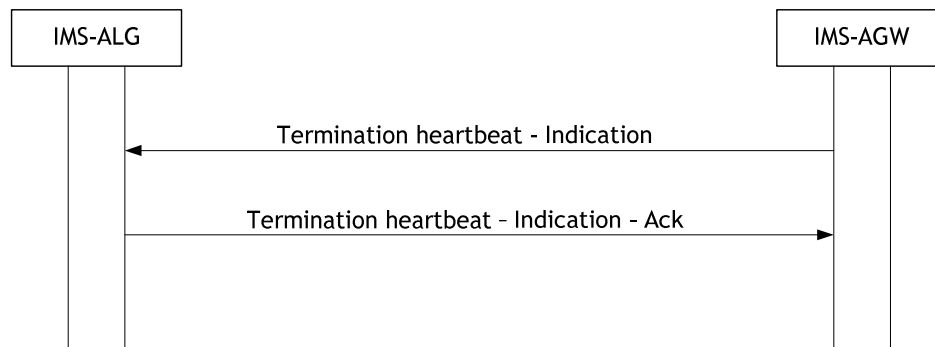 IMS-ALG
IMS-AGW
Termination heartbeat - Indication
Termination heartbeat – Indication - Ack